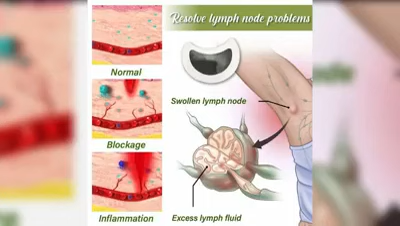 Resolve lymph node problems
Normal
Swollen lymph node
Blockage
Inflammation
Excess lymph fluid